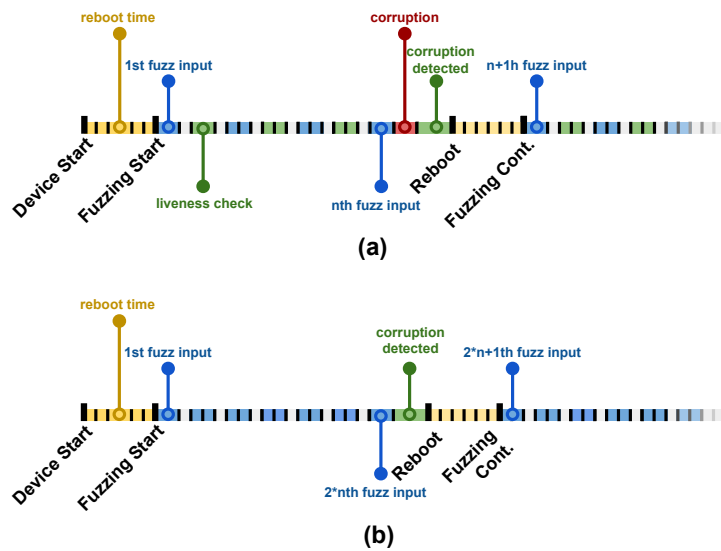 reboot time
corruption
1st fuzz input
corruption
detected
n+1h fuzz input
Device Start
Fuzzing Start
liveness check
nth fuzz input
Reboot
Fuzzing Cont.
(a)
reboot time
1st fuzz input
corruption
detected
2*n+1th fuzz input
Device Start
Fuzzing Start
2*nth fuzz input
Reboot
Fuzzing
Cont.
(b)